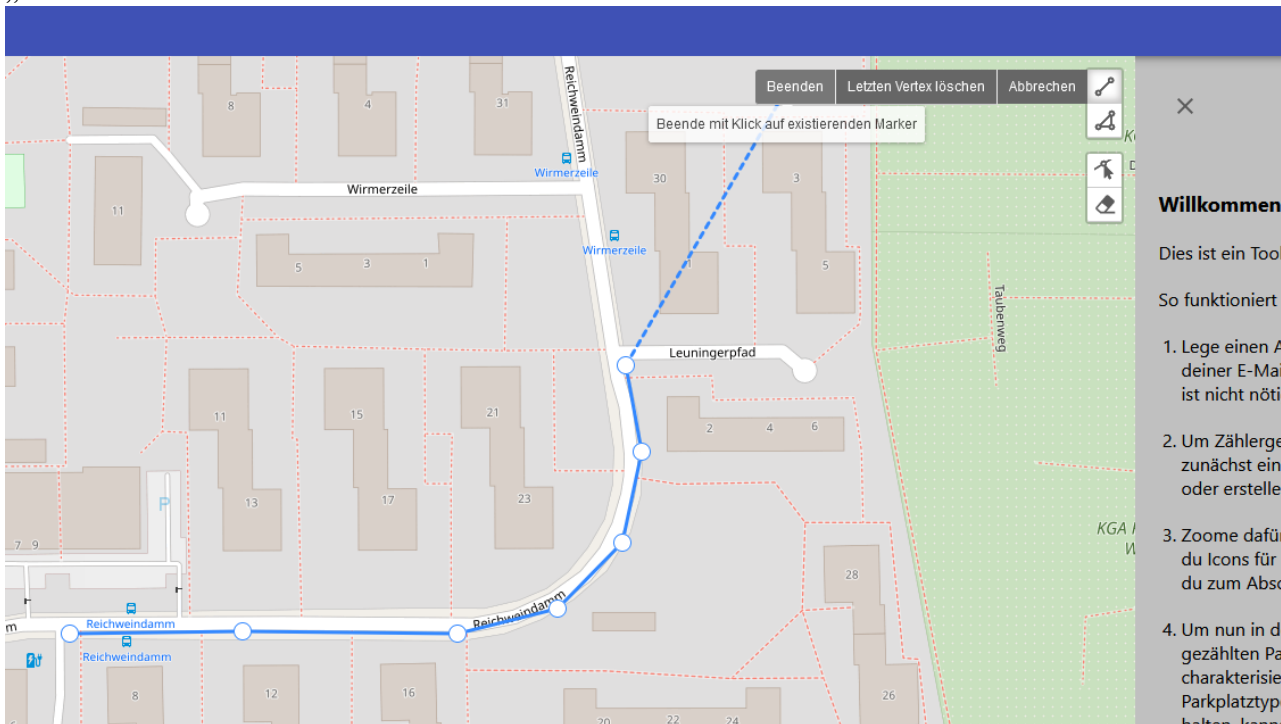 Beenden
Letzten Vertex löschen
Abbrechen
Beende mit Klick auf existierenden Marker
Reichweindamm
8
4
31
Wirmerzeile
Wirmerzeile
30
3
11
Wirmerzeile
5
3
1
1
5
Taubenweg
Leuningerpfad
11
15
21
2
4
6
13
17
23
P
7
9
28
KGA
Reichweindamm
m
Reichweindamm
Reichweindamm
8
12
16
20
22
24
26
Willkommen
Dies ist ein Tool
So funktioniert
1. Lege einen A
deiner E-Mai
ist nicht nöti
2. Um Zählerge
zunächst ein
oder erstelle
3. Zoome dafür
du Icons für
du zum Absc
4. Um nun in d
gezählten Pa
charakterisie
Parkplatztyp